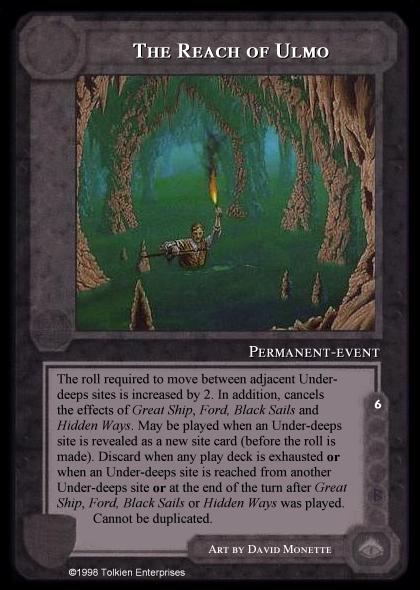 The Reach of Ulmo
Permanent-event
The roll required to move between adjacent Under-
deeps sites is increased by 2. In addition, cancels
the effects of Great Ship, Ford, Black Sails and
Hidden Ways. May be played when an Under-deeps
site is revealed as a new site card (before the roll is
made). Discard when any play deck is exhausted or
when an Under-deeps site is reached from another
Under-deeps site or at the end of the turn after Great
Ship, Ford, Black Sails or Hidden Ways was played.
Cannot be duplicated.
6
Art by David Monette
©1998 Tolkien Enterprises